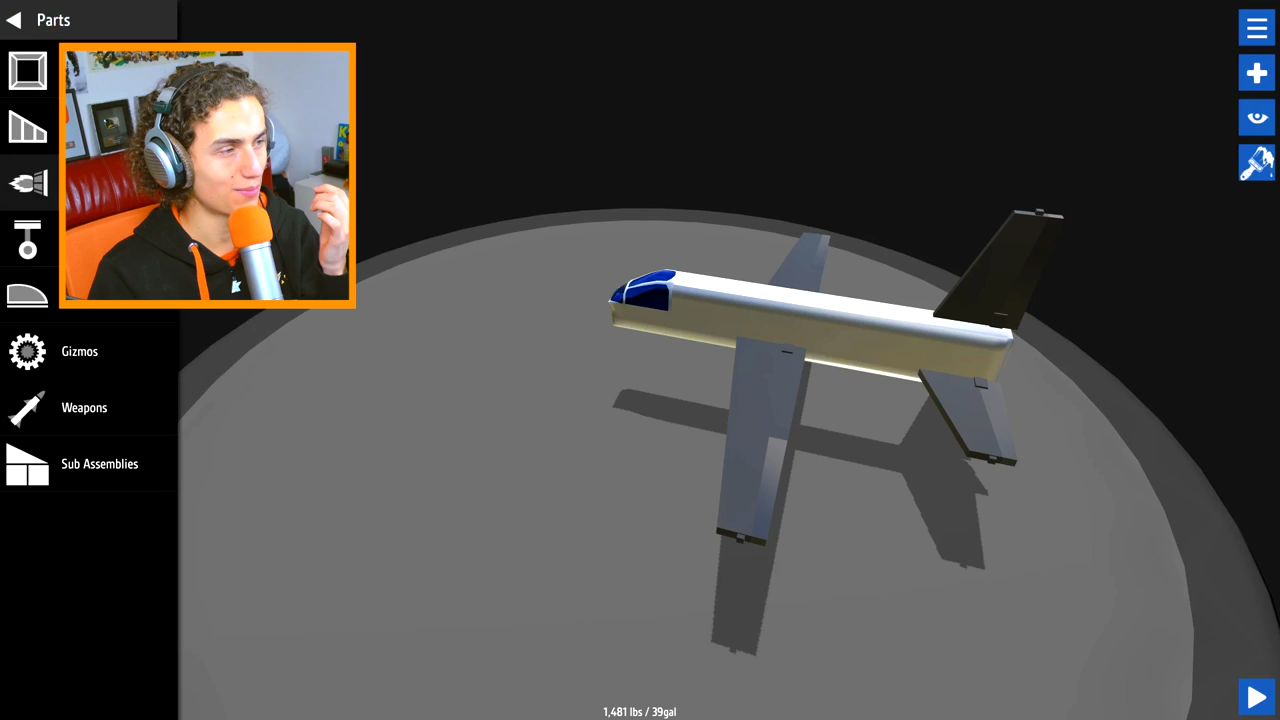 Parts
Gizmos
Weapons
Sub Assemblies
1,481 lbs / 39gal